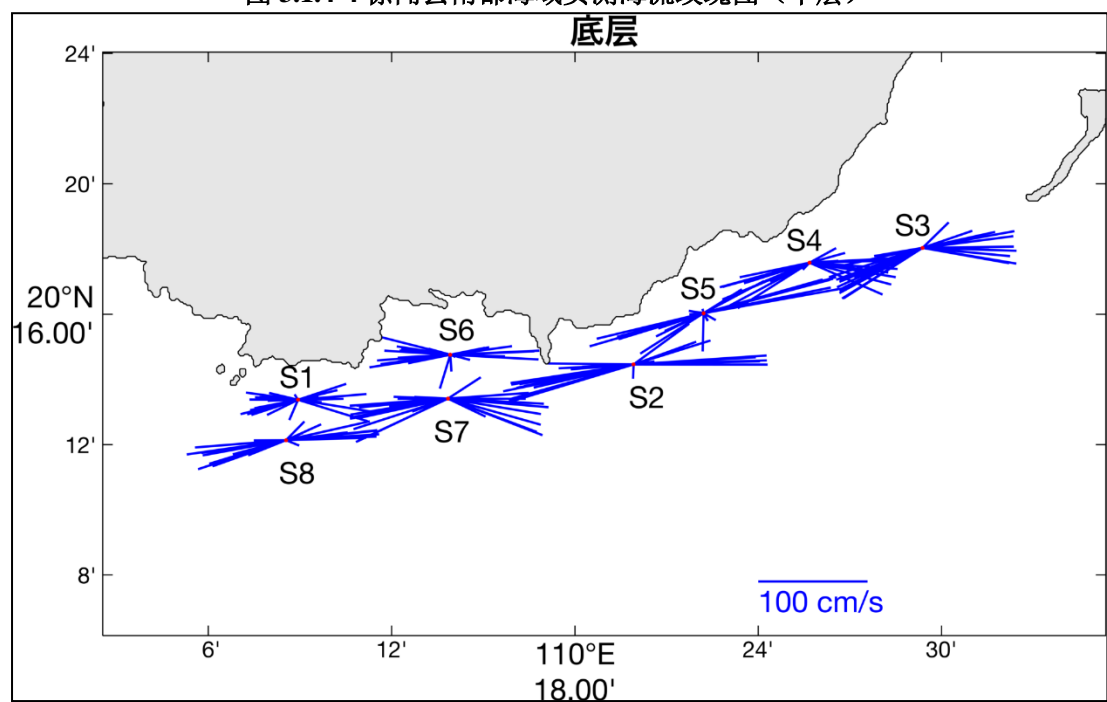 底层
24'
20'
20°N
16.00'
12'
8'
S3
S4
S5
S6
S2
S1
S7
S8
100 cm/s
6'
12'
110°E
18.00'
24'
30'